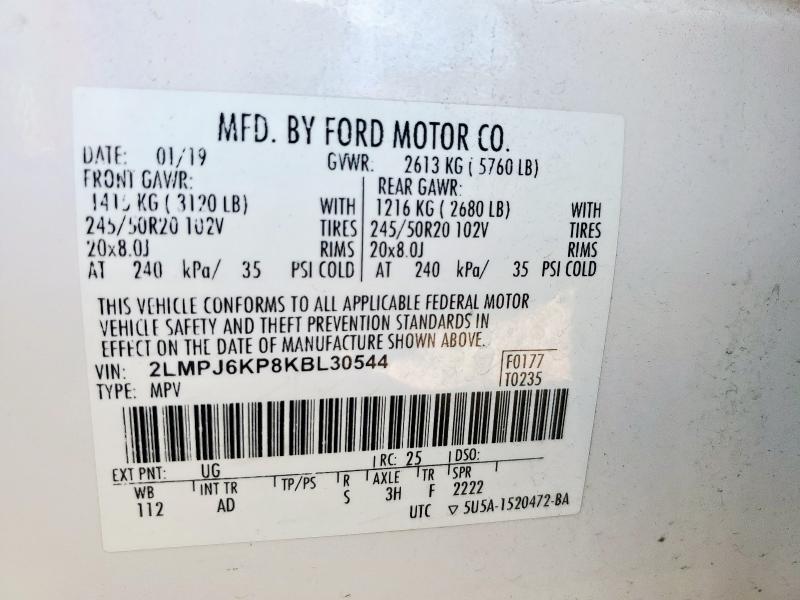 MFD. BY FORD MOTOR CO.
DATE: 01/19 GVWR: 2613 KG ( 5760 LB)
FRONT GAWR: REAR GAWR:
1415 KG ( 3120 LB) WITH 1216 KG ( 2680 LB) WITH
245/50R20 102V TIRES 245/50R20 102V TIRES
20x8.0J RIMS 20x8.0J RIMS
AT 240 kPa/ 35 PSI COLD AT 240 kPa/ 35 PSI COLD
THIS VEHICLE CONFORMS TO ALL APPLICABLE FEDERAL MOTOR
VEHICLE SAFETY AND THEFT PREVENTION STANDARDS IN
EFFECT ON THE DATE OF MANUFACTURE SHOWN ABOVE.
VIN: 2LMPJ6KP8KBL30544 F0177
TYPE: MPV T0235
EXT PNT: UG RC: 25 DSO:
WB INT TR TP/PS R AXLE TR SPR
112 AD S 3H F 2222
UTC ▽ 5U5A-1520472-BA